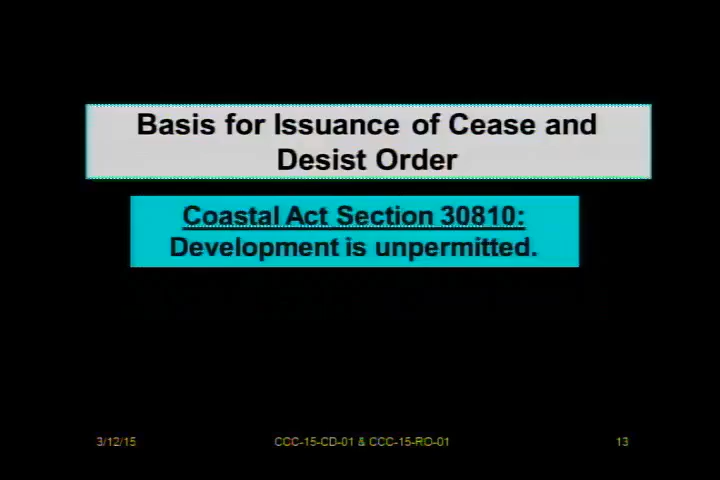 Basis for Issuance of Cease and
Desist Order
Coastal Act Section 30810:
Development is unpermitted.
3/12/15 CCC-15-CD-01 & CCC-15-RO-01 13